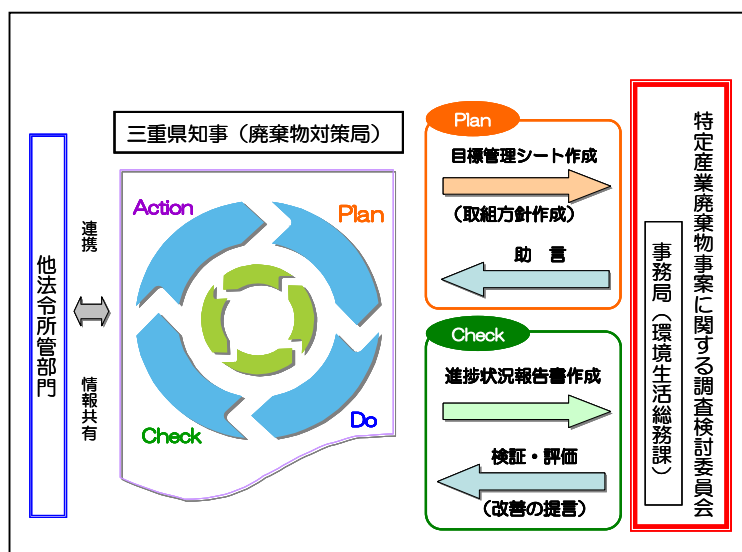 三重県知事（廃棄物対策局）
他法令所管部門
連携
情報共有
Action
Plan
Check
Do
Plan
目標管理シート作成
（取組方針作成）
助　言
Check
進捗状況報告書作成
検証・評価
（改善の提言）
特定産業廃棄物事案に関する調査検討委員会
事務局（環境生活総務課）